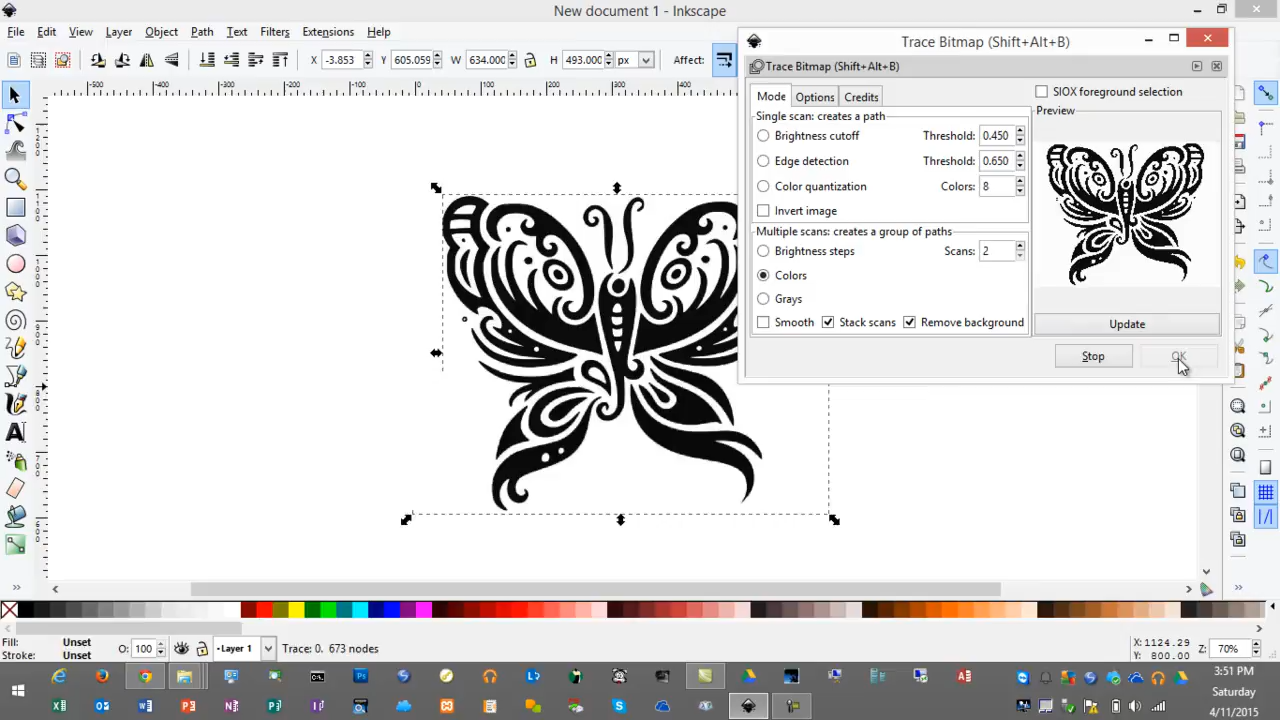 New document 1 - Inkscape
File Edit View Layer Object Path Text Filters Extensions Help
X -3.853 Y 605.059 W 634.000 H 493.000 px Affect:
Trace Bitmap (Shift+Alt+B)
Trace Bitmap (Shift+Alt+B)
Mode Options Credits
SIOX foreground selection
Preview
Single scan: creates a path
Brightness cutoff Threshold: 0.450
Edge detection Threshold: 0.650
Color quantization Colors: 8
Invert image
Multiple scans: creates a group of paths
Brightness steps Scans: 2
Colors
Grays
Smooth Stack scans Remove background
Update
Stop OK
Fill: Unset
Stroke: Unset
O: 100
Layer 1
Trace: 0. 673 nodes
X:1124.29
Y: 800.00
Z: 70%
3:51 PM
Saturday
4/11/2015